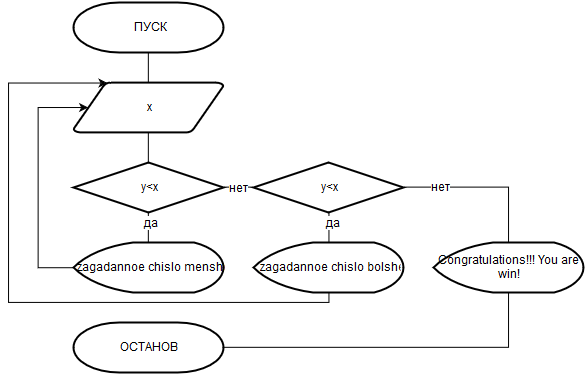 ПУСК
x
y<x
нет
y<x
нет
да
да
zagadannoe chislo mensh
zagadannoe chislo bolshe
Congratulations!!! You are
win!
ОСТАНОВ